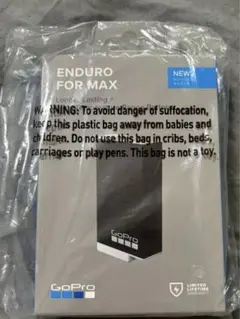 ENDURO
FOR MAX
NEW
WARNING: To avoid danger of suffocation,
keep this plastic bag away from babies and
children. Do not use this bag in cribs, beds,
carriages or play pens. This bag is not a toy.
GoPro
GoPro
LIMITED
LIFETIME